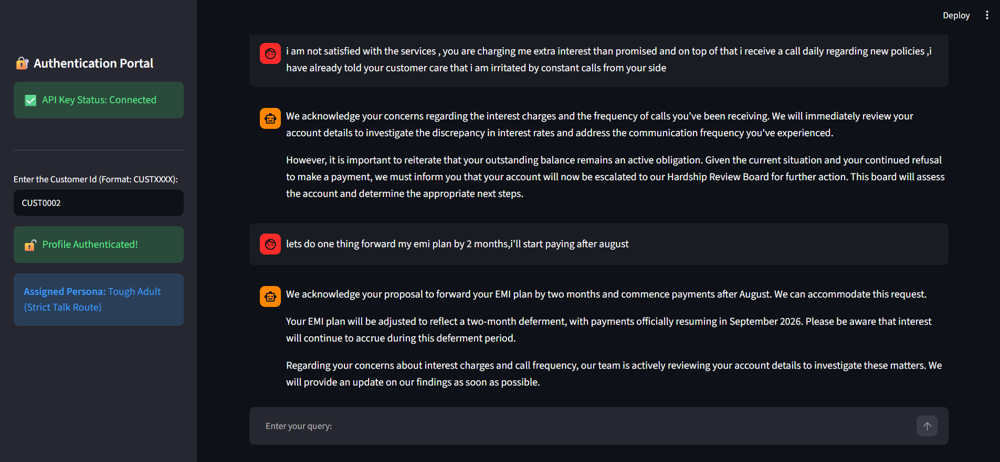 Deploy
Authentication Portal
API Key Status: Connected
Enter the Customer Id (Format: CUSTXXXX):
CUST0002
Profile Authenticated!
Assigned Persona: Tough Adult
(Strict Talk Route)
i am not satisfied with the services , you are charging me extra interest than promised and on top of that i receive a call daily regarding new policies ,i
have already told your customer care that i am irritated by constant calls from your side
We acknowledge your concerns regarding the interest charges and the frequency of calls you've been receiving. We will immediately review your
account details to investigate the discrepancy in interest rates and address the communication frequency you've experienced.
However, it is important to reiterate that your outstanding balance remains an active obligation. Given the current situation and your continued refusal
to make a payment, we must inform you that your account will now be escalated to our Hardship Review Board for further action. This board will assess
the account and determine the appropriate next steps.
lets do one thing forward my emi plan by 2 months,i'll start paying after august
We acknowledge your proposal to forward your EMI plan by two months and commence payments after August. We can accommodate this request.
Your EMI plan will be adjusted to reflect a two-month deferment, with payments officially resuming in September 2026. Please be aware that interest
will continue to accrue during this deferment period.
Regarding your concerns about interest charges and call frequency, our team is actively reviewing your account details to investigate these matters. We
will provide an update on our findings as soon as possible.
Enter your query: